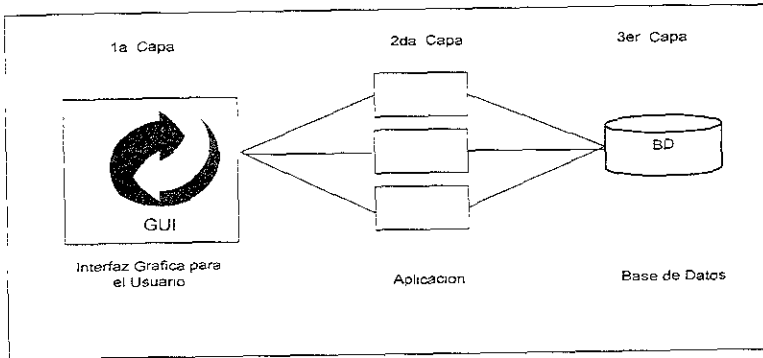 1a Capa
2da Capa
3er Capa
GUI
BD
Interfaz Grafica para
el Usuario
Aplicacion
Base de Datos